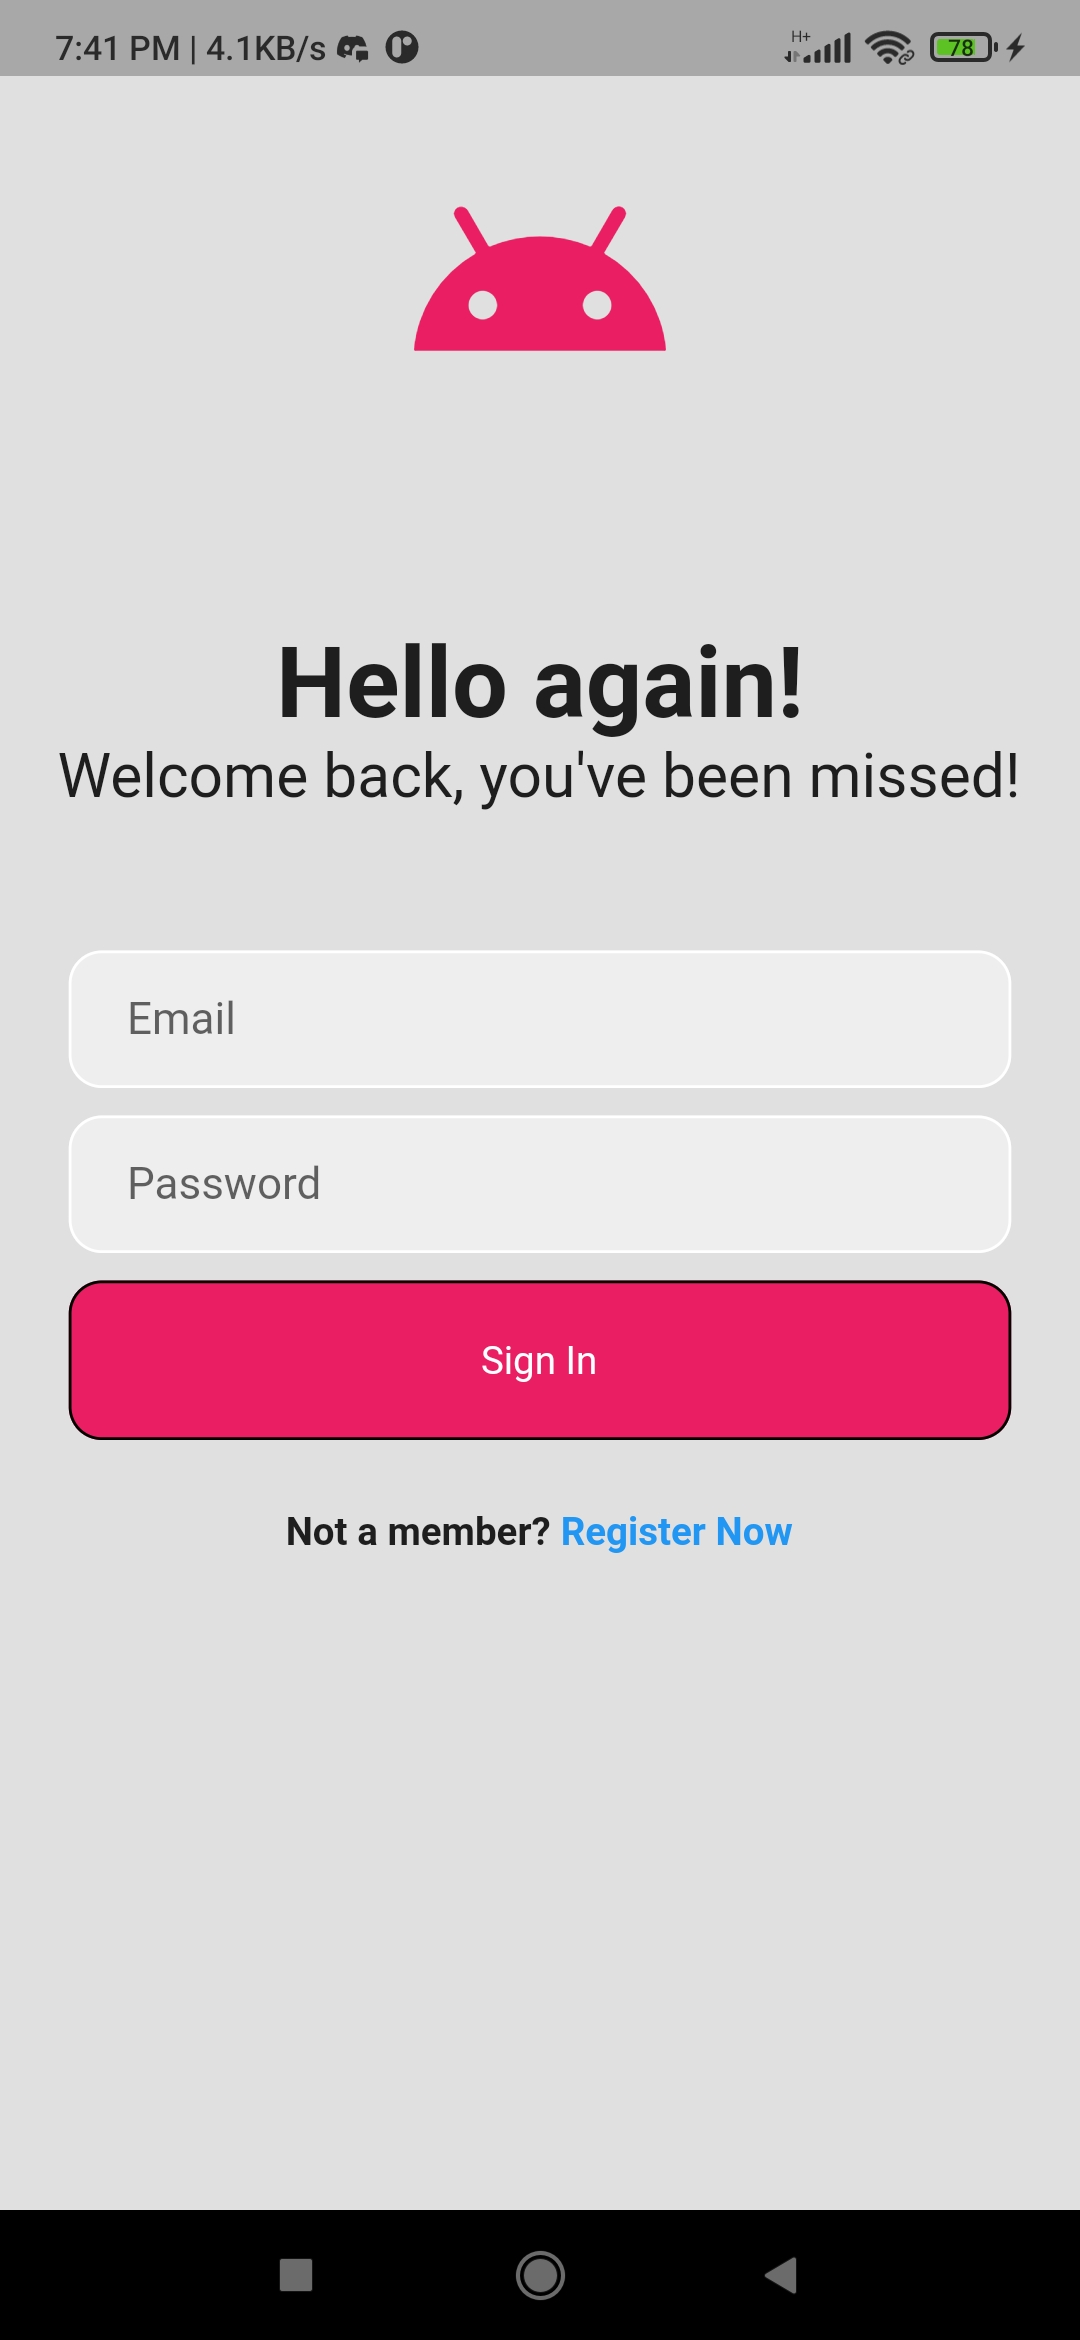 7:41 PM | 4.1KB/s H+ 78
Hello again!
Welcome back, you've been missed!
Email
Password
Sign In
Not a member? Register Now